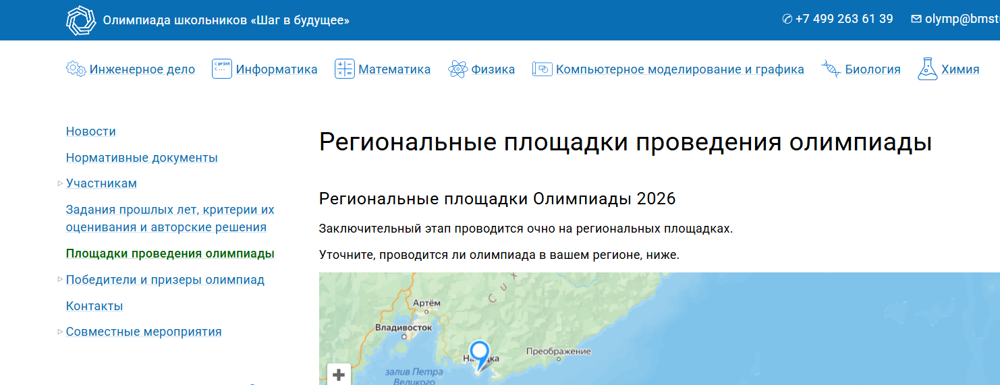 Олимпиада школьников «Шаг в будущее»
+7 499 263 61 39
olymp@bmst
Инженерное дело
Информатика
Математика
Физика
Компьютерное моделирование и графика
Биология
Химия
Новости
Нормативные документы
Участникам
Задания прошлых лет, критерии их
оценивания и авторские решения
Площадки проведения олимпиады
Победители и призеры олимпиад
Контакты
Совместные мероприятия
Региональные площадки проведения олимпиады
Региональные площадки Олимпиады 2026
Заключительный этап проводится очно на региональных площадках.
Уточните, проводится ли олимпиада в вашем регионе, ниже.
С и х
Артём
Владивосток
Преображение
залив Петра
Великого